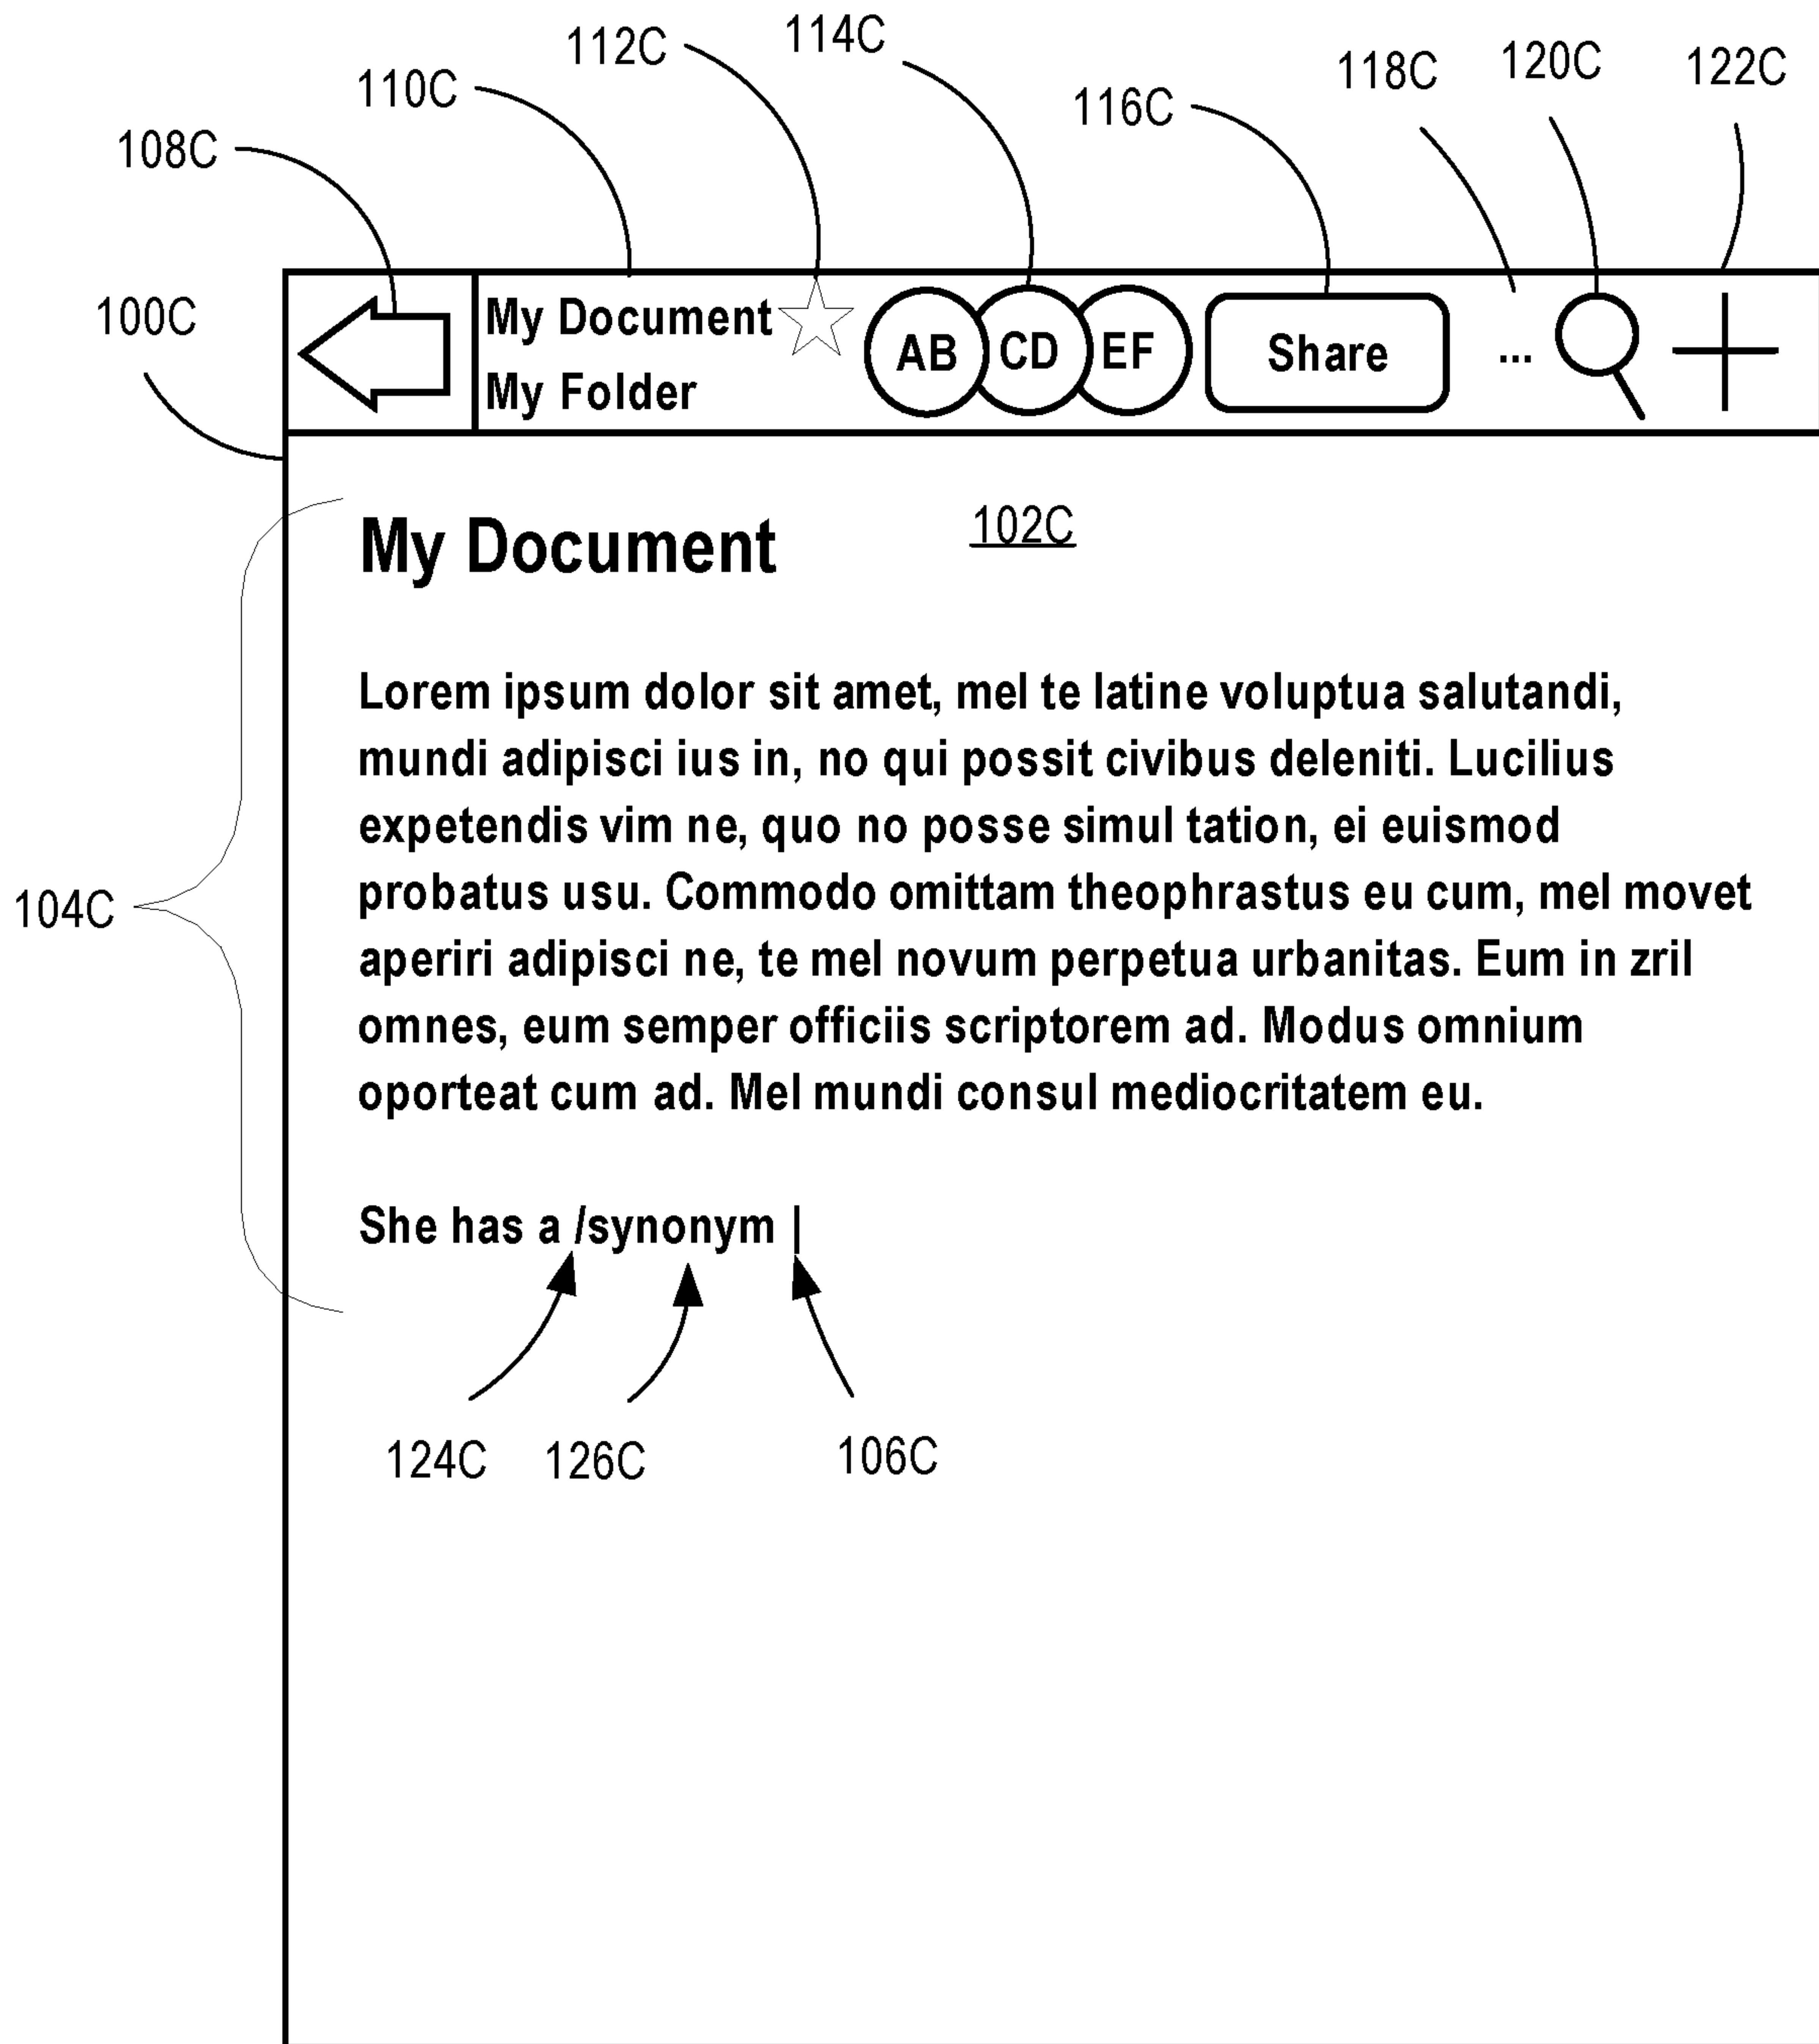 112C
114C
110C
118C
120C
122C
116C
108C
100C
My Document
My Folder
AB
CD
EF
Share
...
My Document
102C
Lorem ipsum dolor sit amet, mel te latine voluptua salutandi,
mundi adipisci ius in, no qui possit civibus deleniti. Lucilius
expetendis vim ne, quo no posse simul tation, ei euismod
probatus usu. Commodo omittam theophrastus eu cum, mel movet
104C
aperiri adipisci ne, te mel novum perpetua urbanitas. Eum in zril
omnes, eum semper officiis scriptorem ad. Modus omnium
oporteat cum ad. Mel mundi consul mediocritatem eu.
She has a /synonym |
124C
126C
106C